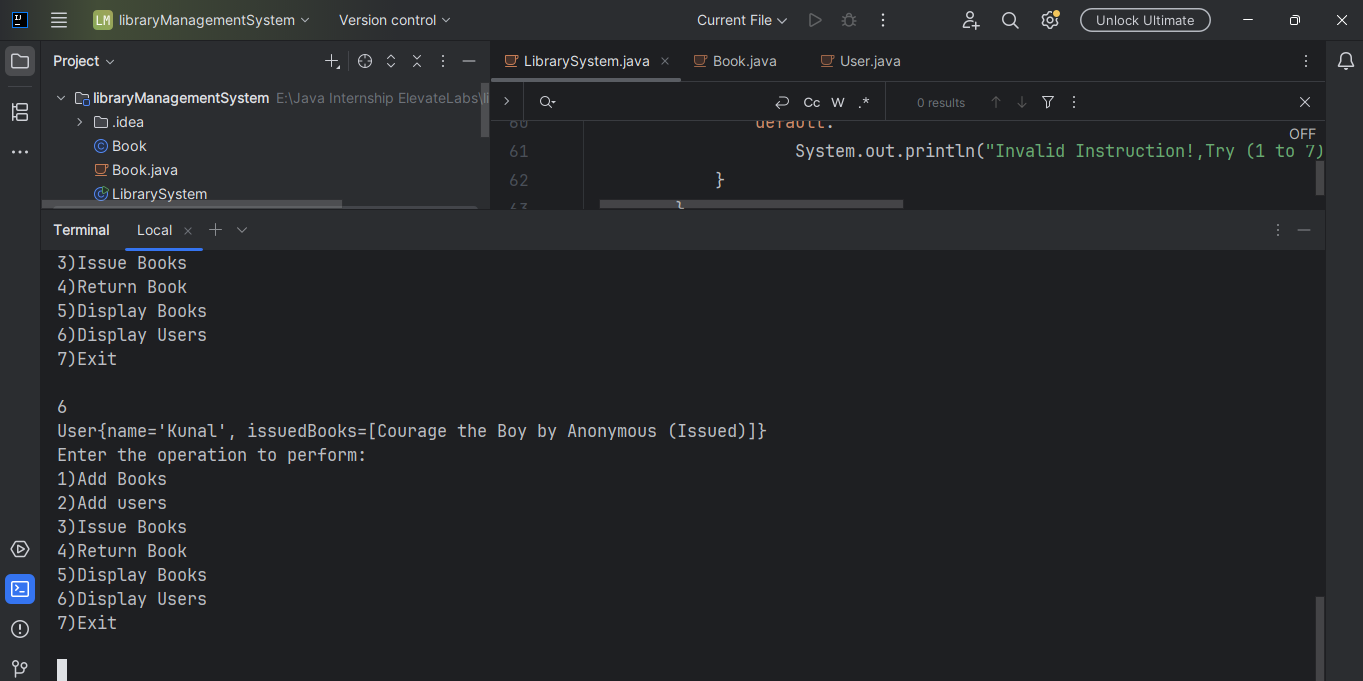 LM libraryManagementSystem Version control Current File Unlock Ultimate
Project
LibrarySystem.java Book.java User.java
libraryManagementSystem E:\Java Internship ElevateLabs\li
Cc W .* 0 results
.idea
Book
Book.java
LibrarySystem
60 default:
OFF
61 System.out.println("Invalid Instruction!,Try (1 to 7)
62 }
63 }
Terminal Local
3)Issue Books
4)Return Book
5)Display Books
6)Display Users
7)Exit
6
User{name='Kunal', issuedBooks=[Courage the Boy by Anonymous (Issued)]}
Enter the operation to perform:
1)Add Books
2)Add users
3)Issue Books
4)Return Book
5)Display Books
6)Display Users
7)Exit